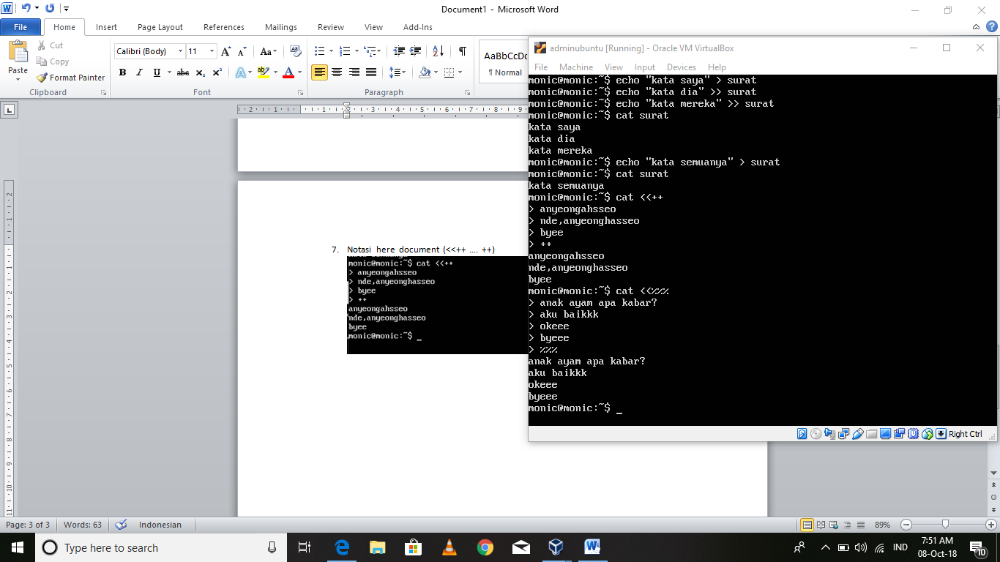 Document1 - Microsoft Word
File Home Insert Page Layout References Mailings Review View Add-Ins
Paste
Cut
Copy
Format Painter
Clipboard
Calibri (Body) 11
Font
Paragraph
AaBbCcDc
¶ Normal
7. Notasi here document (<<++ .... ++)
monic@monic:~$ cat <<++
> anyeongahsseo
> nde,anyeonghasseo
> byee
> ++
anyeongahsseo
nde,anyeonghasseo
byee
monic@monic:~$ _
adminubuntu [Running] - Oracle VM VirtualBox
File Machine View Input Devices Help
monic@monic:~$ echo "kata saya" > surat
monic@monic:~$ echo "kata dia" >> surat
monic@monic:~$ echo "kata mereka" >> surat
monic@monic:~$ cat surat
kata saya
kata dia
kata mereka
monic@monic:~$ echo "kata semuanya" > surat
monic@monic:~$ cat surat
kata semuanya
monic@monic:~$ cat <<++
> anyeongahsseo
> nde,anyeonghasseo
> byee
> ++
anyeongahsseo
nde,anyeonghasseo
byee
monic@monic:~$ cat <<%%%
> anak ayam apa kabar?
> aku baikkk
> okeee
> byeee
> %%%
anak ayam apa kabar?
aku baikkk
okeee
byeee
monic@monic:~$ _
Right Ctrl
Page: 3 of 3 Words: 63 Indonesian 89%
Type here to search
IND
7:51 AM
08-Oct-18
10